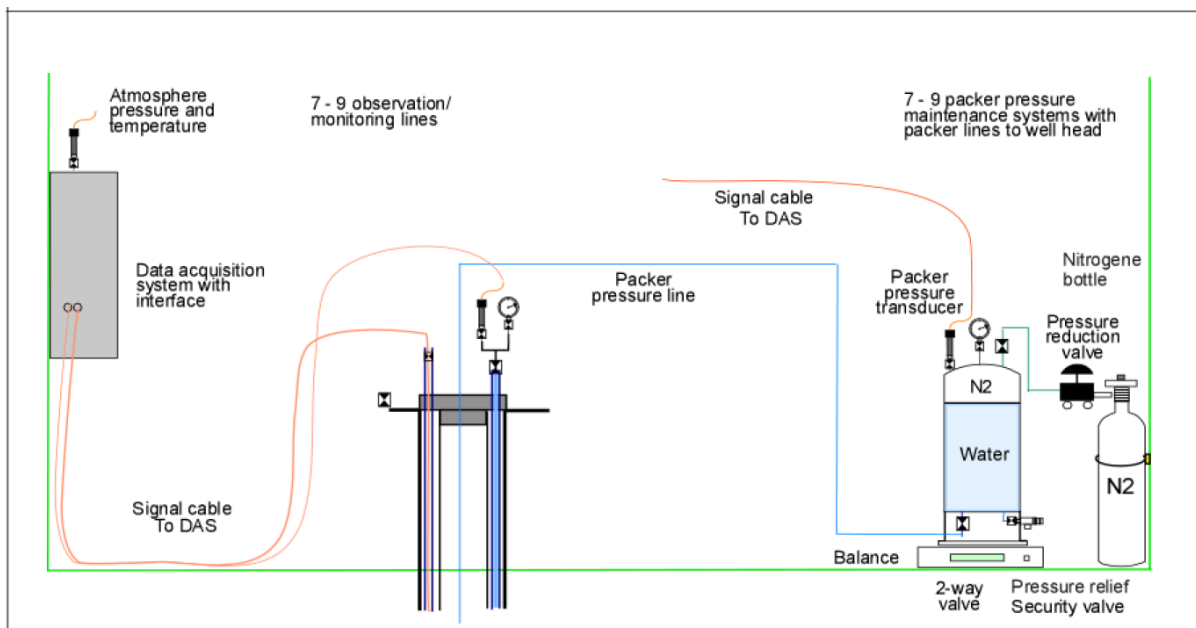 Atmosphere
pressure and
temperature
7 - 9 observation/
monitoring lines
7 - 9 packer pressure
maintenance systems with
packer lines to well head
Signal cable
To DAS
Data acquisition
system with
interface
Packer
pressure line
Packer
pressure
transducer
Nitrogene
bottle
Pressure
reduction
valve
N2
Water
N2
Signal cable
To DAS
Balance
2-way
valve
Pressure relief
Security valve